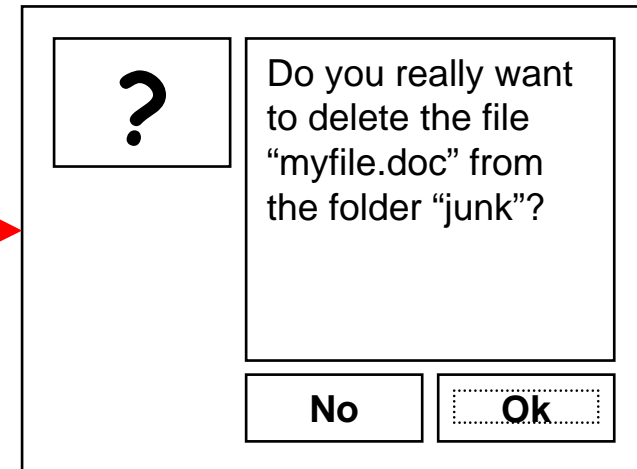 ?
Do you really want
to delete the file
“myfile.doc” from
the folder “junk”?
No
Ok